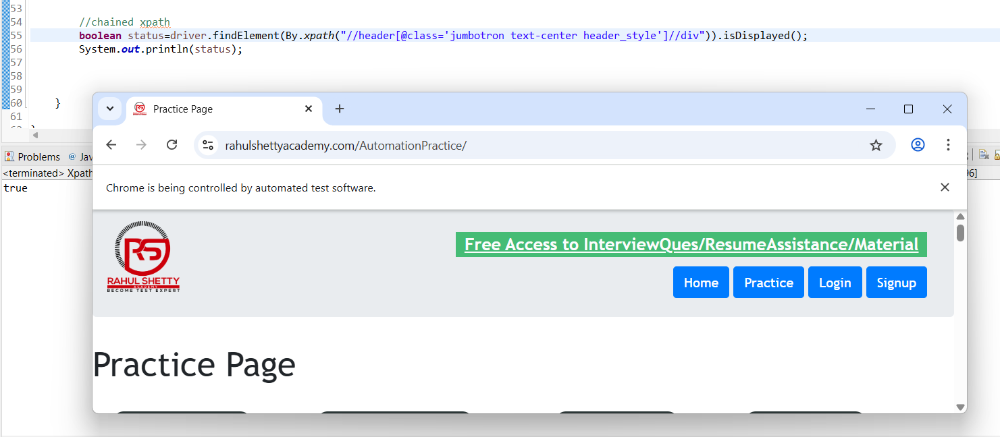 53
54 //chained xpath
55 boolean status=driver.findElement(By.xpath("//header[@class='jumbotron text-center header_style']//div")).isDisplayed();
56 System.out.println(status);
57
58
59
60 }
61
Practice Page
rahulshettyacademy.com/AutomationPractice/
Problems @ Jav
<terminated> Xpath
96]
true
Chrome is being controlled by automated test software.
RS
RAHUL SHETTY
ACADEMY
BECOME TEST EXPERT
Free Access to InterviewQues/ResumeAssistance/Material
Home Practice Login Signup
Practice Page